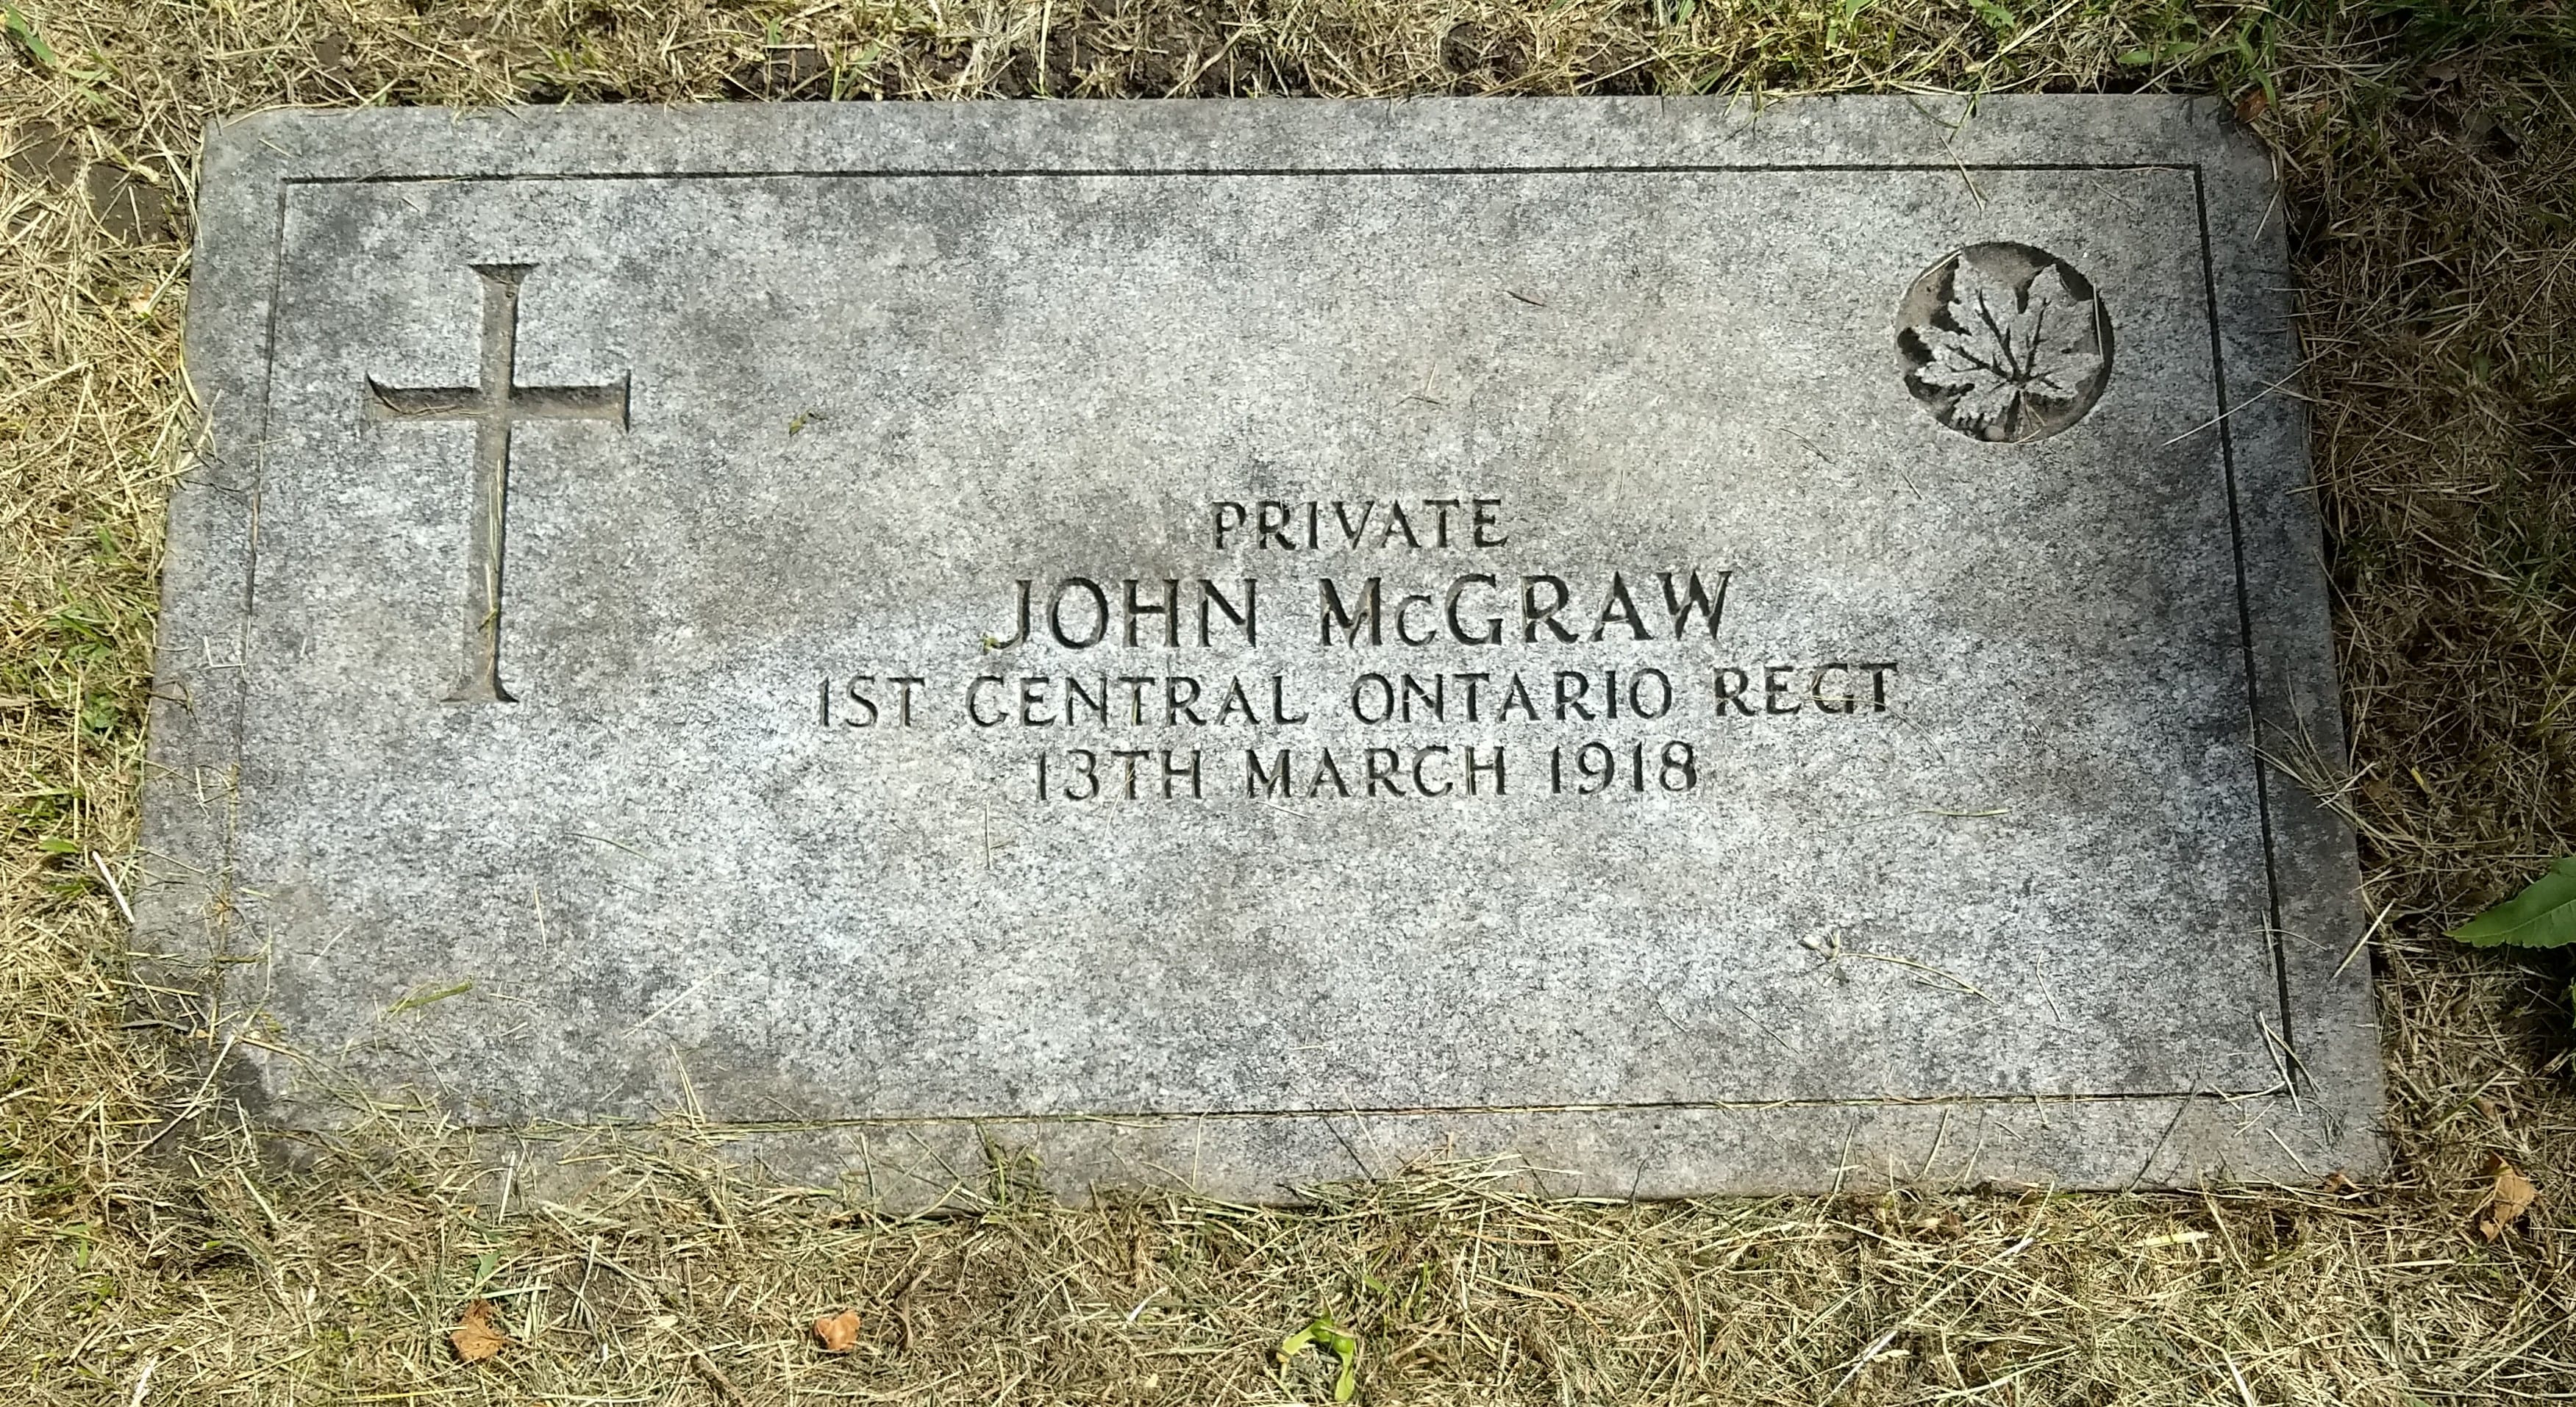 PRIVATE
JOHN McGRAW
1ST CENTRAL ONTARIO REGT
13TH MARCH 1918